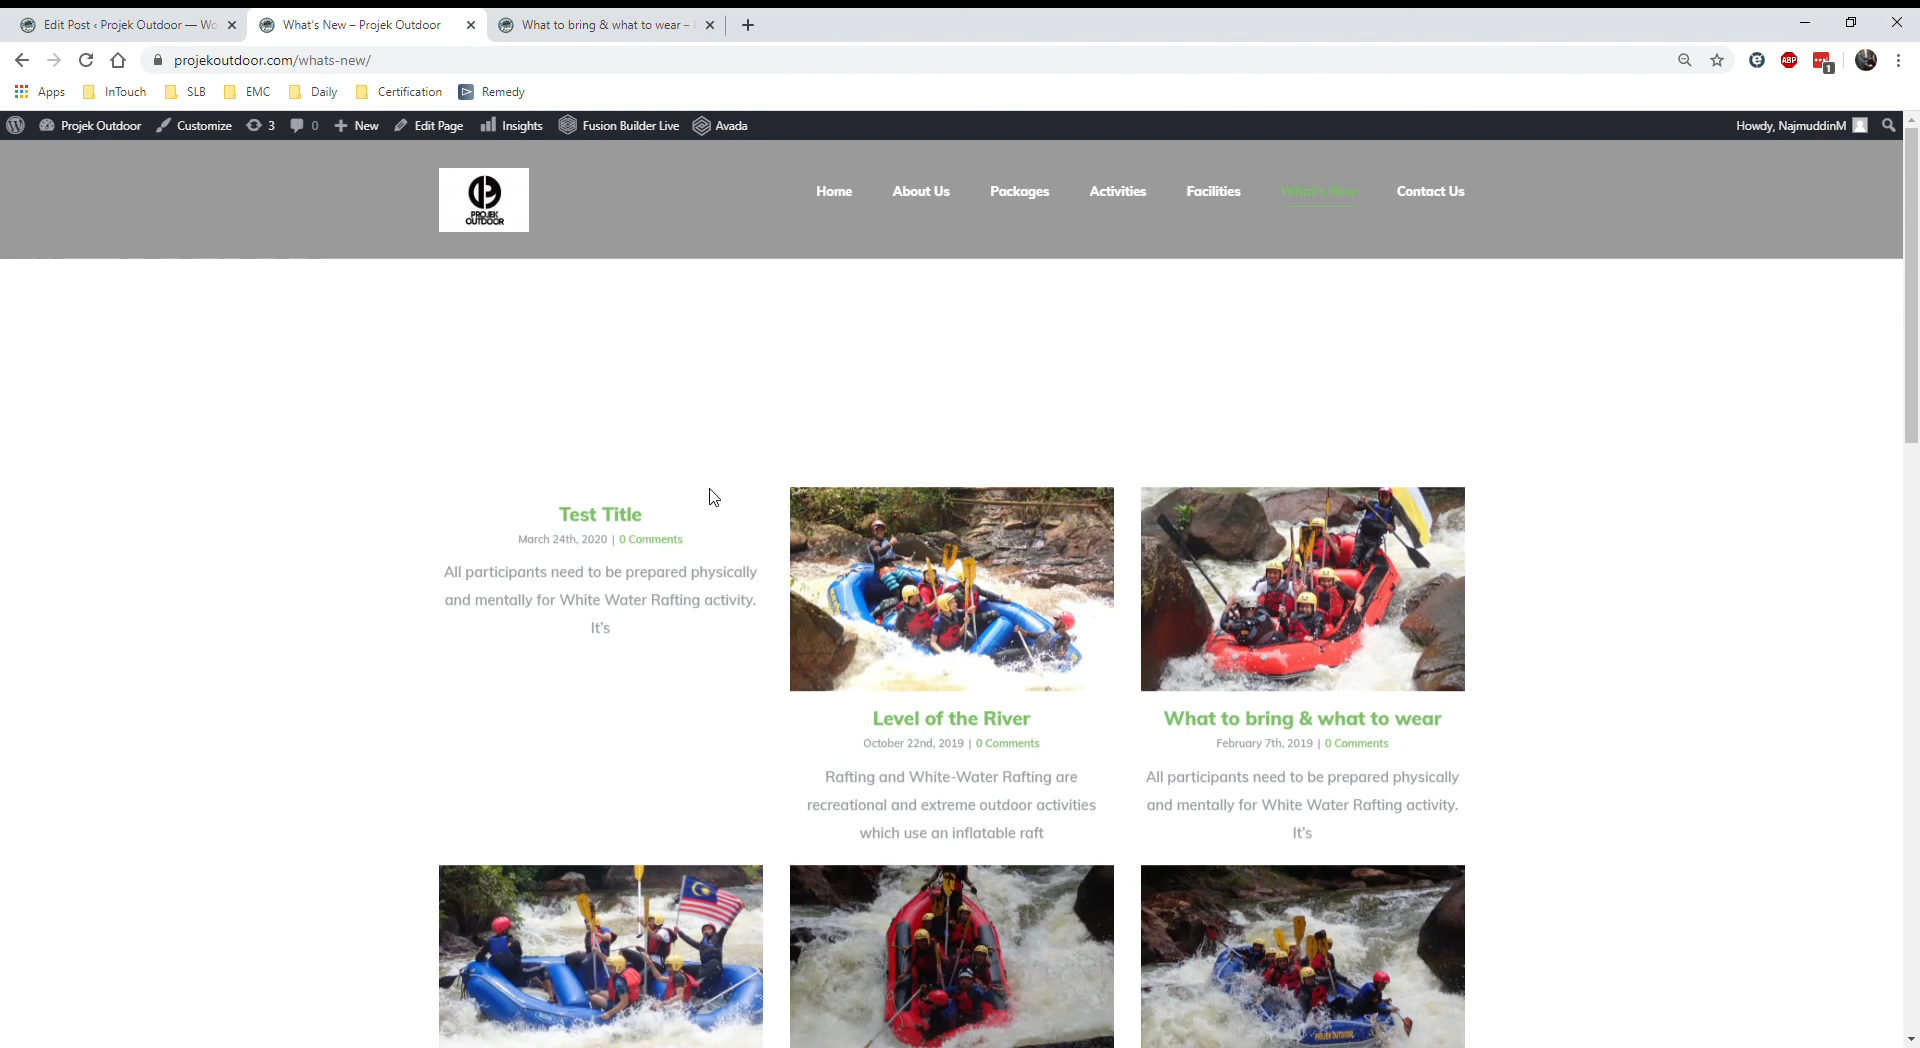 Edit Post ‹ Projek Outdoor — Wo
What's New – Projek Outdoor
What to bring & what to wear –
projekoutdoor.com/whats-new/
ABP
1
Apps
InTouch
SLB
EMC
Daily
Certification
Remedy
Projek Outdoor
Customize
3
0
New
Edit Page
Insights
Fusion Builder Live
Avada
Howdy, NajmuddinM
PROJEK
OUTDOOR
Home
About Us
Packages
Activities
Facilities
What's New
Contact Us
Test Title
March 24th, 2020 | 0 Comments
All participants need to be prepared physically
and mentally for White Water Rafting activity.
It's
Level of the River
October 22nd, 2019 | 0 Comments
Rafting and White-Water Rafting are
recreational and extreme outdoor activities
which use an inflatable raft
What to bring & what to wear
February 7th, 2019 | 0 Comments
All participants need to be prepared physically
and mentally for White Water Rafting activity.
It's
PROJEK OUTDOOR